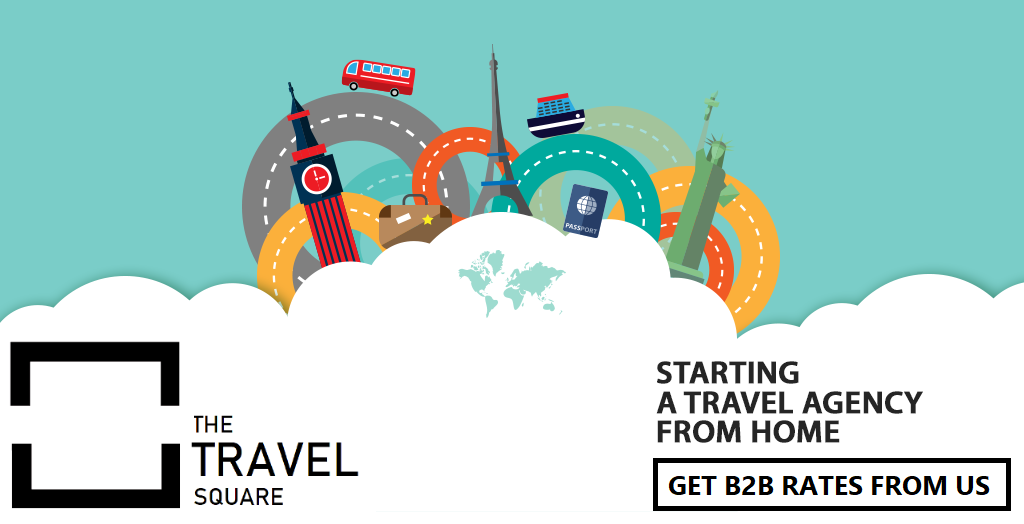 PASSPORT
THE
TRAVEL
SQUARE
STARTING
A TRAVEL AGENCY
FROM HOME
GET B2B RATES FROM US